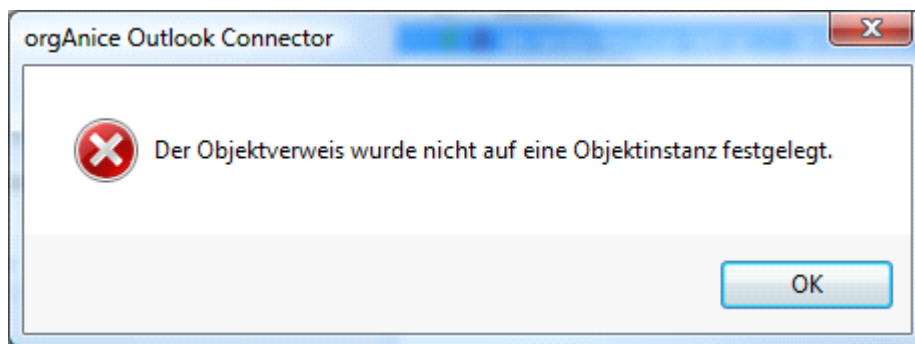 orgAnice Outlook Connector
Der Objektverweis wurde nicht auf eine Objektinstanz festgelegt.
OK